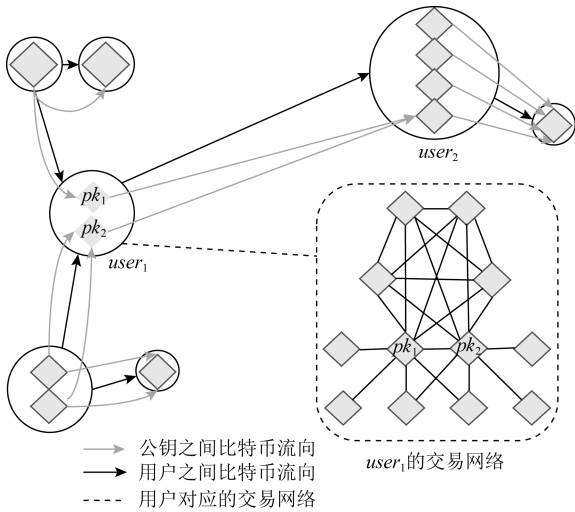 user₂
pk₁
pk₂
user₁
pk₁
pk₂
公钥之间比特币流向
用户之间比特币流向
用户对应的交易网络
user₁的交易网络